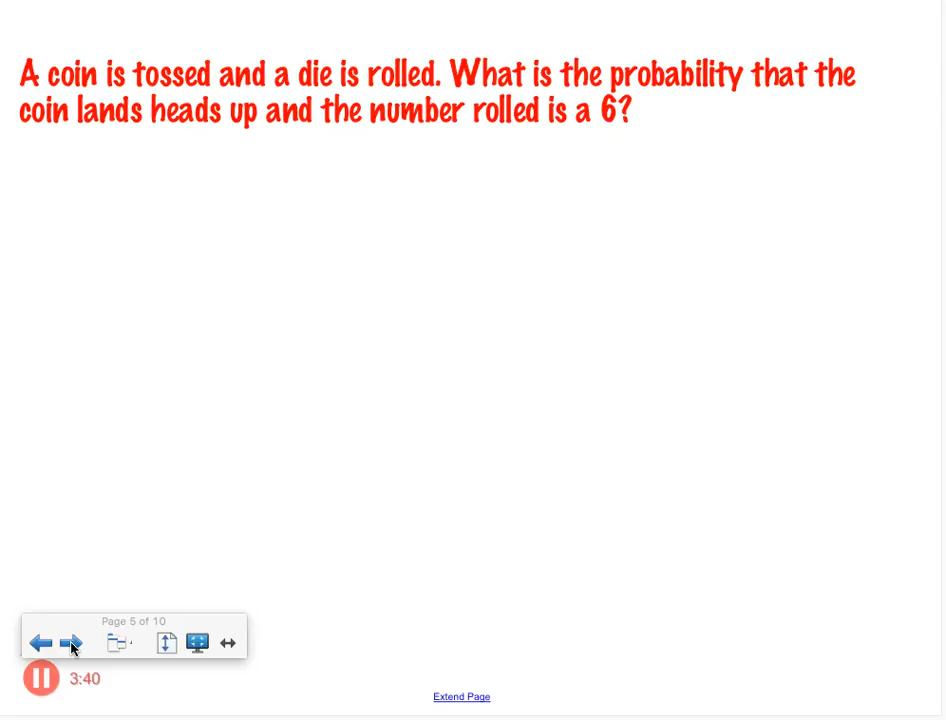 A coin is tossed and a die is rolled. What is the probability that the
coin lands heads up and the number rolled is a 6?
Page 5 of 10
3:40
Extend Page